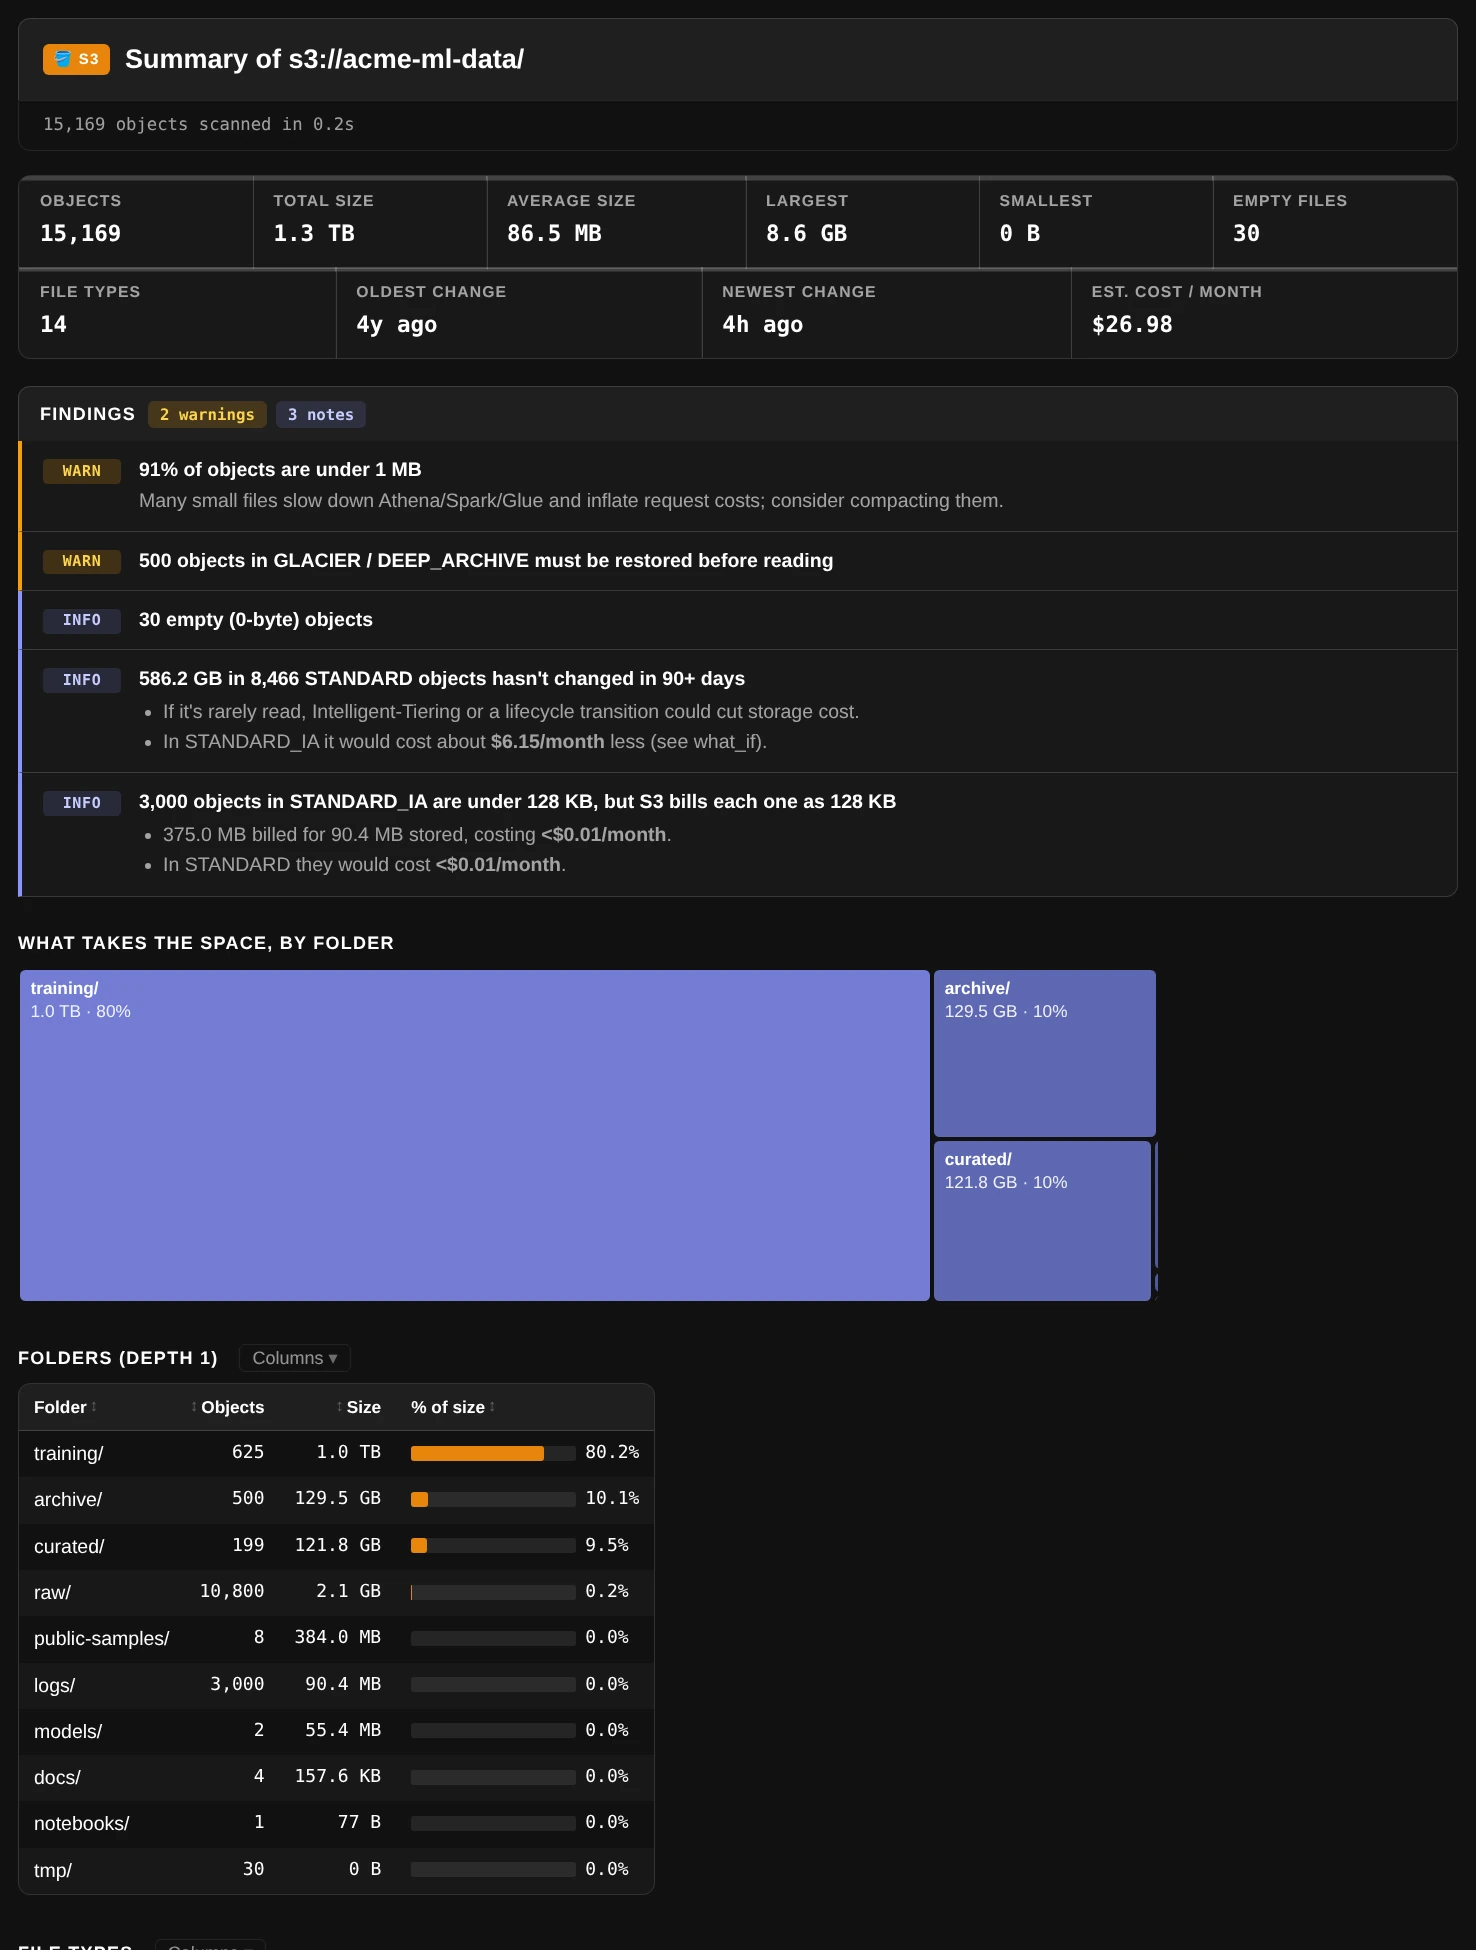 S3 Summary of s3://acme-ml-data/
15,169 objects scanned in 0.2s
OBJECTS TOTAL SIZE AVERAGE SIZE LARGEST SMALLEST EMPTY FILES
15,169 1.3 TB 86.5 MB 8.6 GB 0 B 30
FILE TYPES OLDEST CHANGE NEWEST CHANGE EST. COST / MONTH
14 4y ago 4h ago $26.98
FINDINGS 2 warnings 3 notes
WARN 91% of objects are under 1 MB
Many small files slow down Athena/Spark/Glue and inflate request costs; consider compacting them.
WARN 500 objects in GLACIER / DEEP_ARCHIVE must be restored before reading
INFO 30 empty (0-byte) objects
INFO 586.2 GB in 8,466 STANDARD objects hasn't changed in 90+ days
• If it's rarely read, Intelligent-Tiering or a lifecycle transition could cut storage cost.
• In STANDARD_IA it would cost about $6.15/month less (see what_if).
INFO 3,000 objects in STANDARD_IA are under 128 KB, but S3 bills each one as 128 KB
• 375.0 MB billed for 90.4 MB stored, costing <$0.01/month.
• In STANDARD they would cost <$0.01/month.
WHAT TAKES THE SPACE, BY FOLDER
training/
1.0 TB · 80%
archive/
129.5 GB · 10%
curated/
121.8 GB · 10%
FOLDERS (DEPTH 1) Columns ▾
Folder ↕ ↕ Objects ↕ Size % of size ↕
training/ 625 1.0 TB 80.2%
archive/ 500 129.5 GB 10.1%
curated/ 199 121.8 GB 9.5%
raw/ 10,800 2.1 GB 0.2%
public-samples/ 8 384.0 MB 0.0%
logs/ 3,000 90.4 MB 0.0%
models/ 2 55.4 MB 0.0%
docs/ 4 157.6 KB 0.0%
notebooks/ 1 77 B 0.0%
tmp/ 30 0 B 0.0%
FILE TYPES Columns ▾